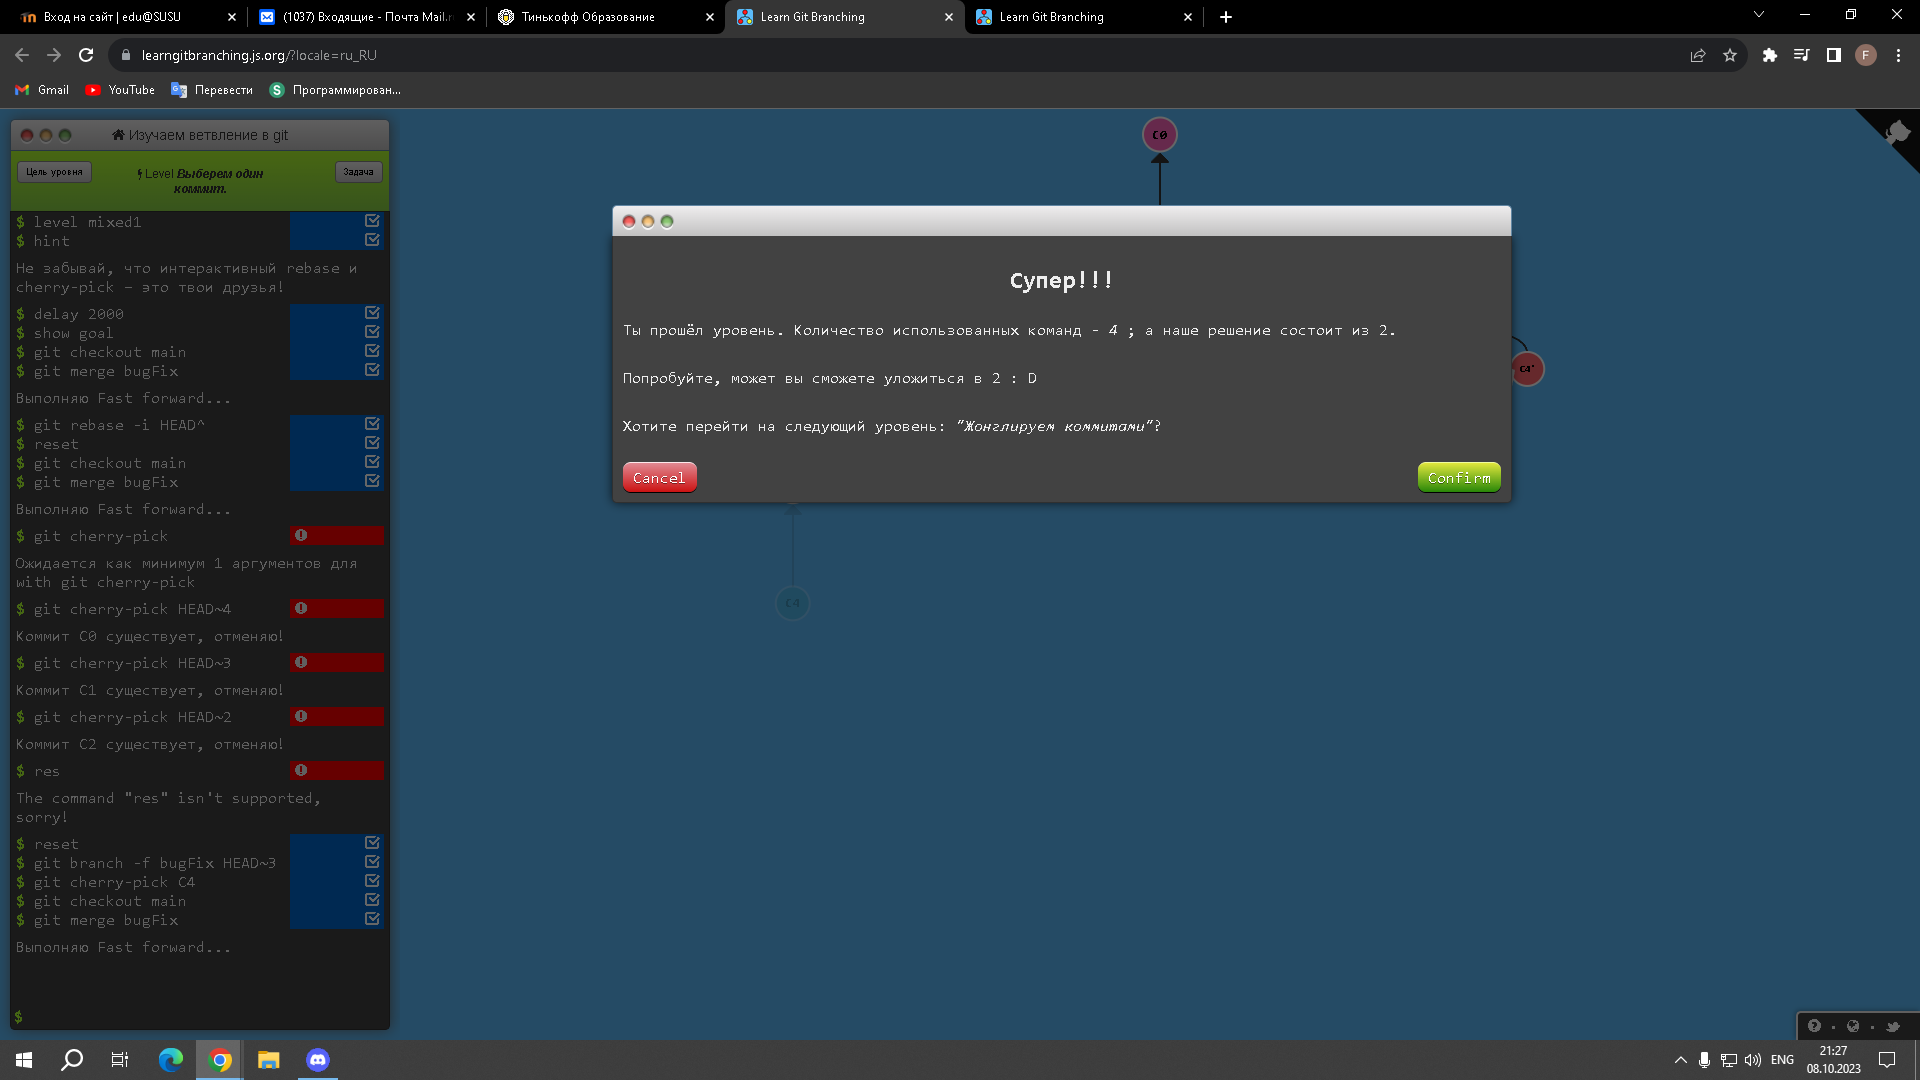 Вход на сайт | edu@SUSU
(1037) Входящие - Почта Mail.r
Тинькофф Образование
Learn Git Branching
Learn Git Branching
learngitbranching.js.org/?locale=ru_RU
F
Gmail
YouTube
Перевести
Программирован...
Изучаем ветвление в git
Цель уровня
Level Выберем один
коммит.
Задача
$ level mixed1
$ hint
Не забывай, что интерактивный rebase и
cherry-pick – это твои друзья!
$ delay 2000
$ show goal
$ git checkout main
$ git merge bugFix
Выполняю Fast forward...
$ git rebase -i HEAD^
$ reset
$ git checkout main
$ git merge bugFix
Выполняю Fast forward...
$ git cherry-pick
Ожидается как минимум 1 аргументов для
with git cherry-pick
$ git cherry-pick HEAD~4
Коммит C0 существует, отменяю!
$ git cherry-pick HEAD~3
Коммит C1 существует, отменяю!
$ git cherry-pick HEAD~2
Коммит C2 существует, отменяю!
$ res
The command "res" isn't supported,
sorry!
$ reset
$ git branch -f bugFix HEAD~3
$ git cherry-pick C4
$ git checkout main
$ git merge bugFix
Выполняю Fast forward...
$
C0
Супер!!!
Ты прошёл уровень. Количество использованных команд - 4 ; а наше решение состоит из 2.
Попробуйте, может вы сможете уложиться в 2 : D
Хотите перейти на следующий уровень: "Жонглируем коммитами"?
Cancel
Confirm
C4'
C4
ENG
21:27
08.10.2023